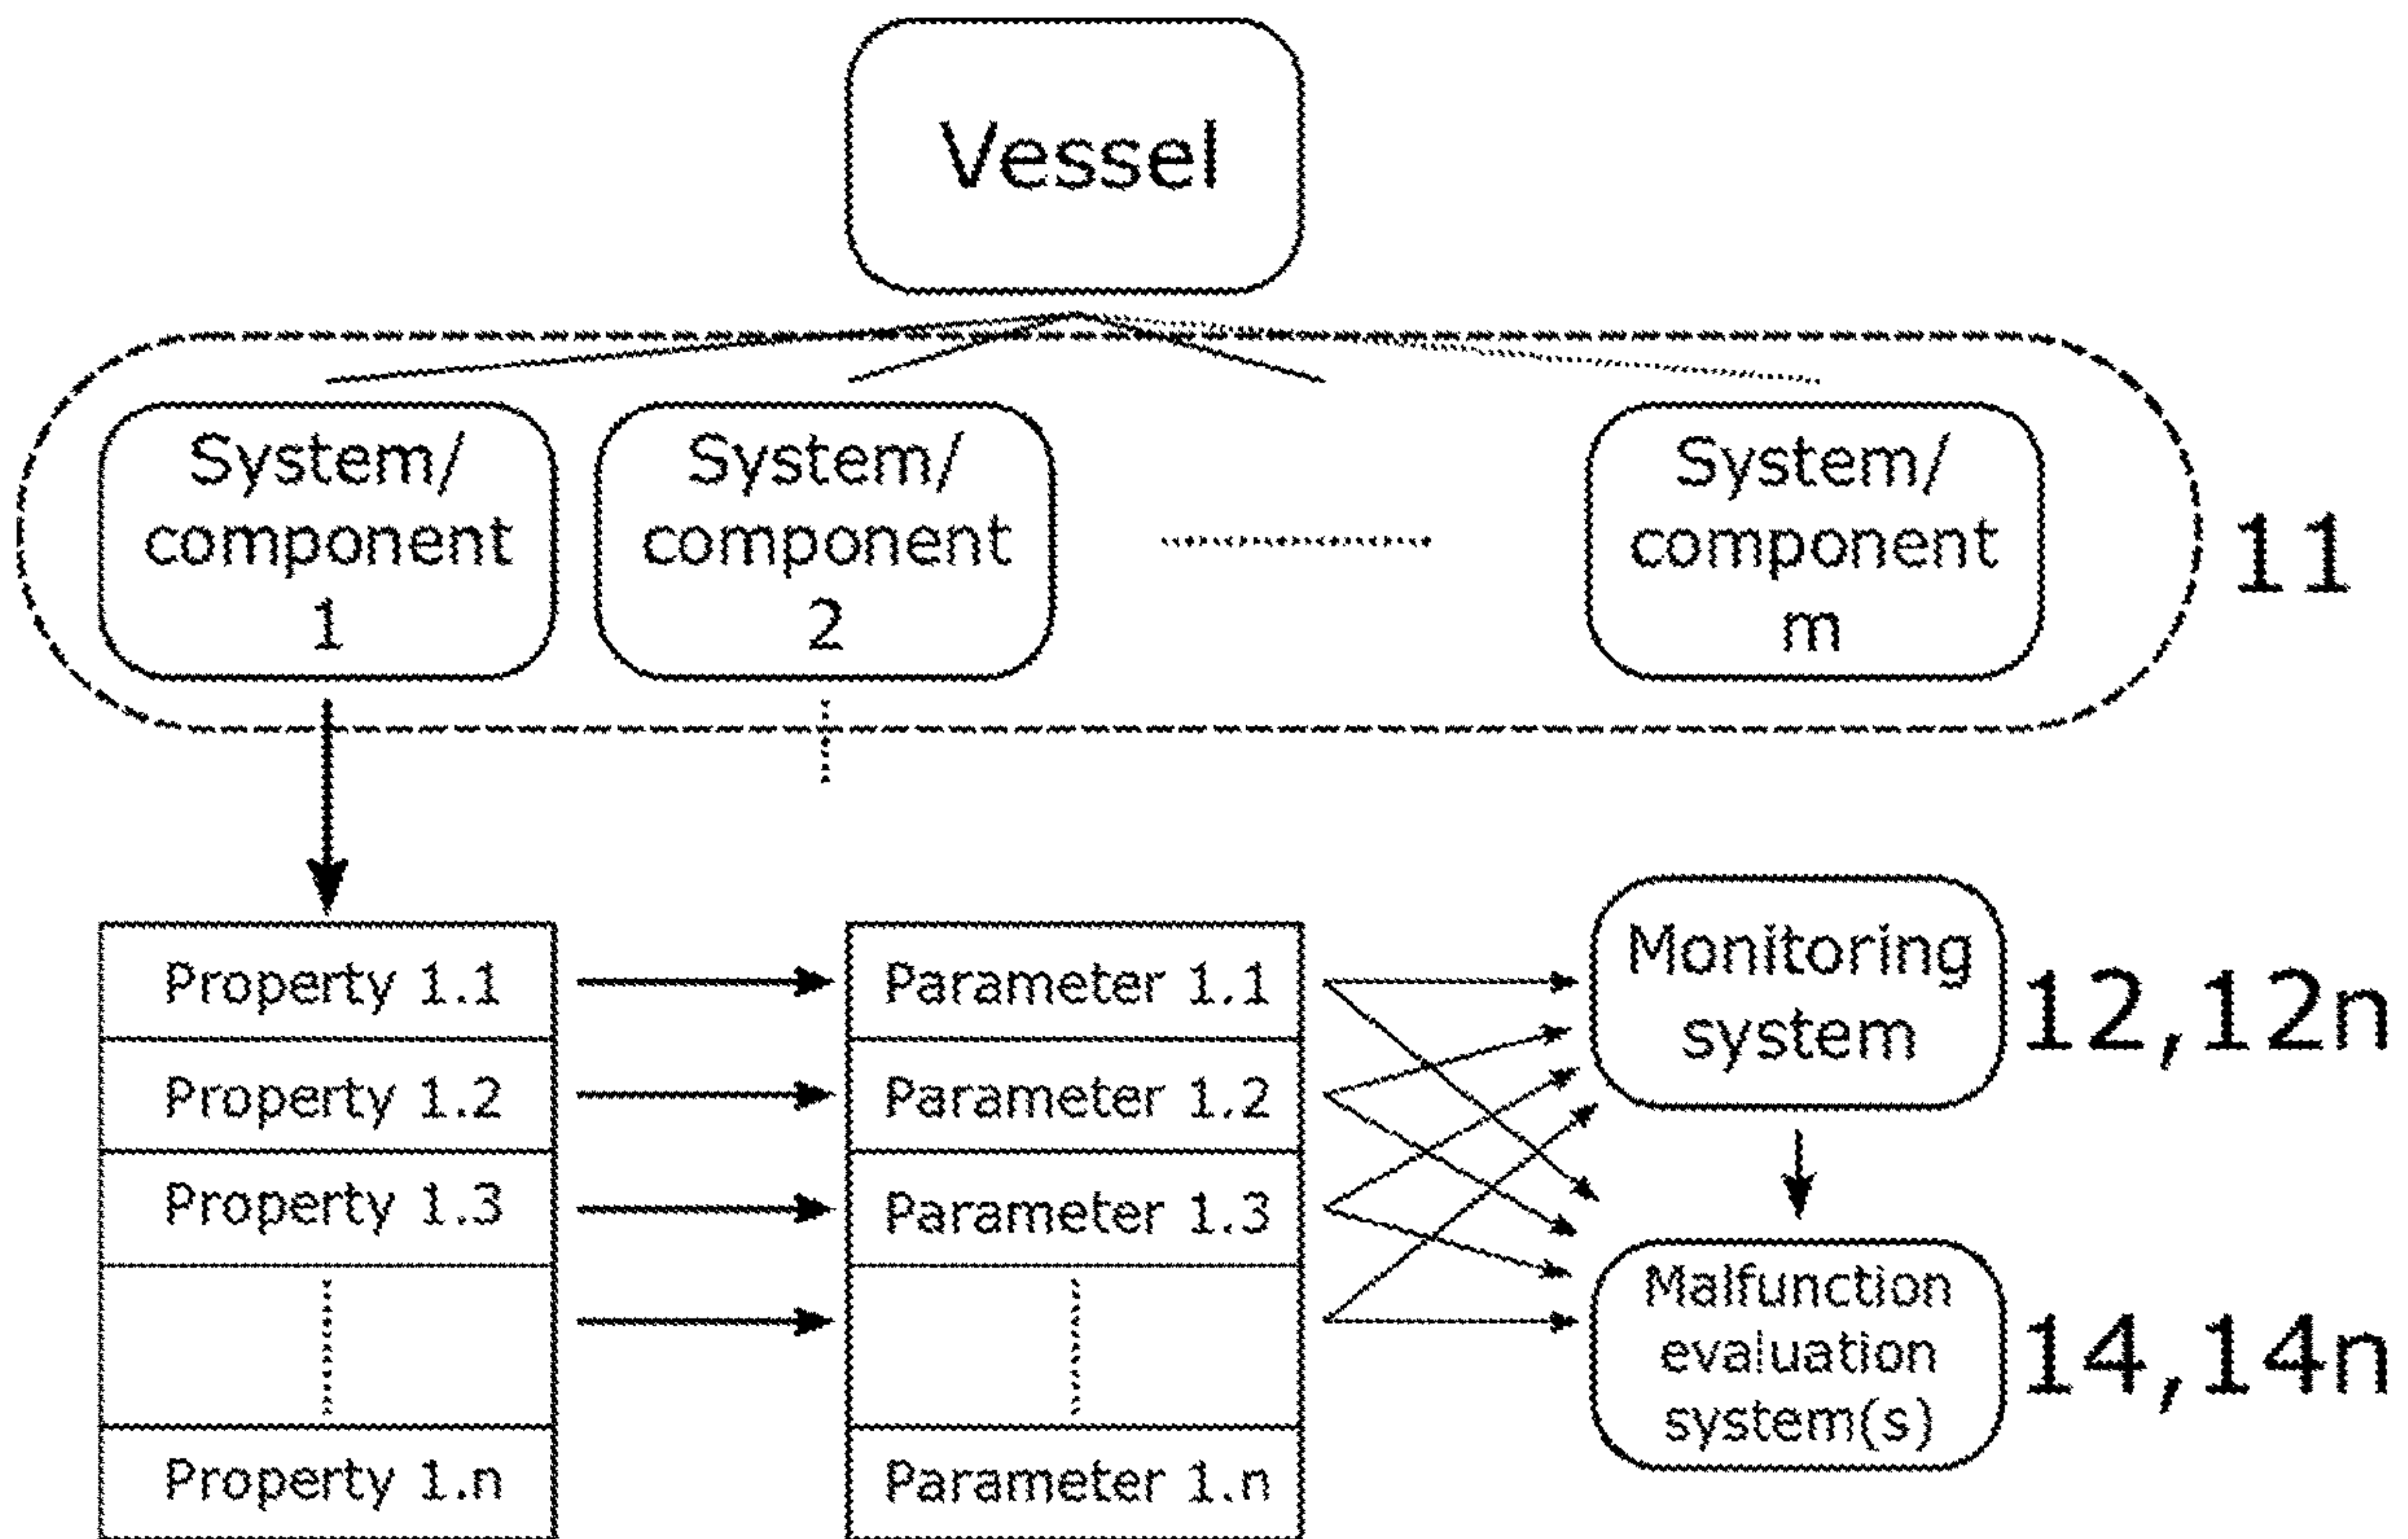 Vessel
System/
component
1
System/
component
2
System/
component
m
11
Property 1.1
Property 1.2
Property 1.3
Property 1.n
Parameter 1.1
Parameter 1.2
Parameter 1.3
Parameter 1.n
Monitoring
system
12,12n
Malfunction
evaluation
system(s)
14,14n